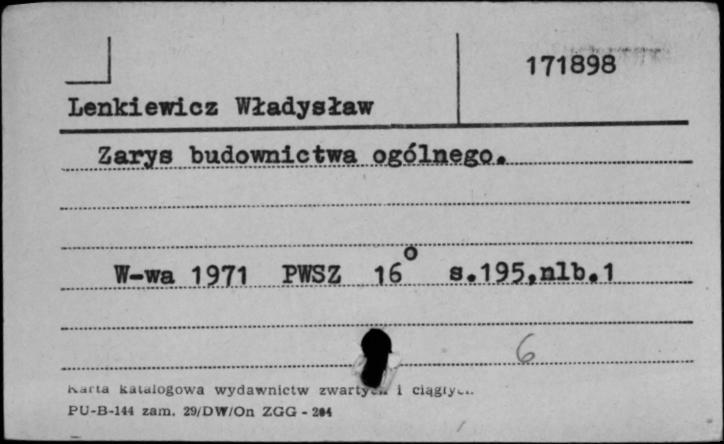 171898
Lenkiewicz Władysław
Zarys budownictwa ogólnego.
W-wa 1971 PWSZ 16° s.195,nlb.1
6
Karta katalogowa wydawnictw zwartych i ciągłych
PU-B-144 zam. 29/DW/On ZGG - 204